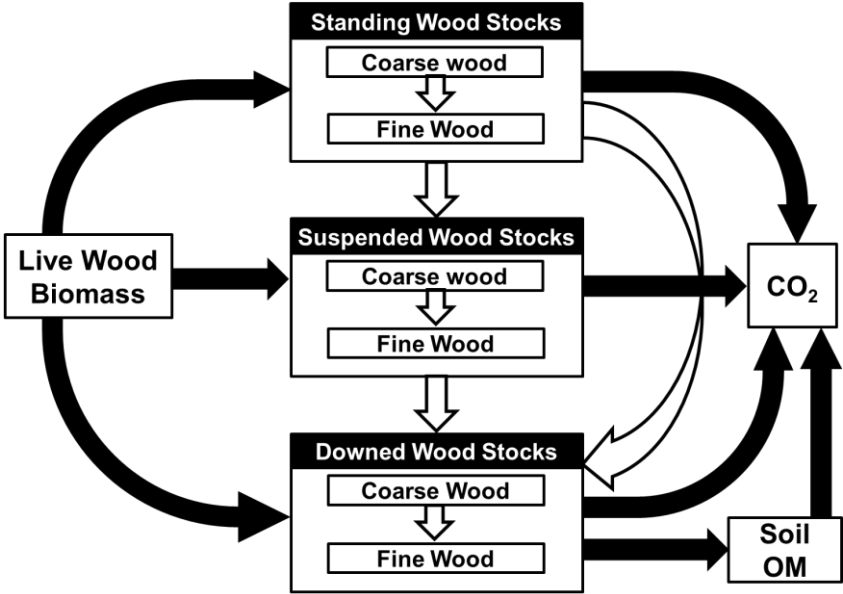 Standing Wood Stocks
Coarse wood
Fine Wood
Suspended Wood Stocks
Coarse wood
Fine Wood
Live Wood
Biomass
CO₂
Downed Wood Stocks
Coarse Wood
Fine Wood
Soil
OM